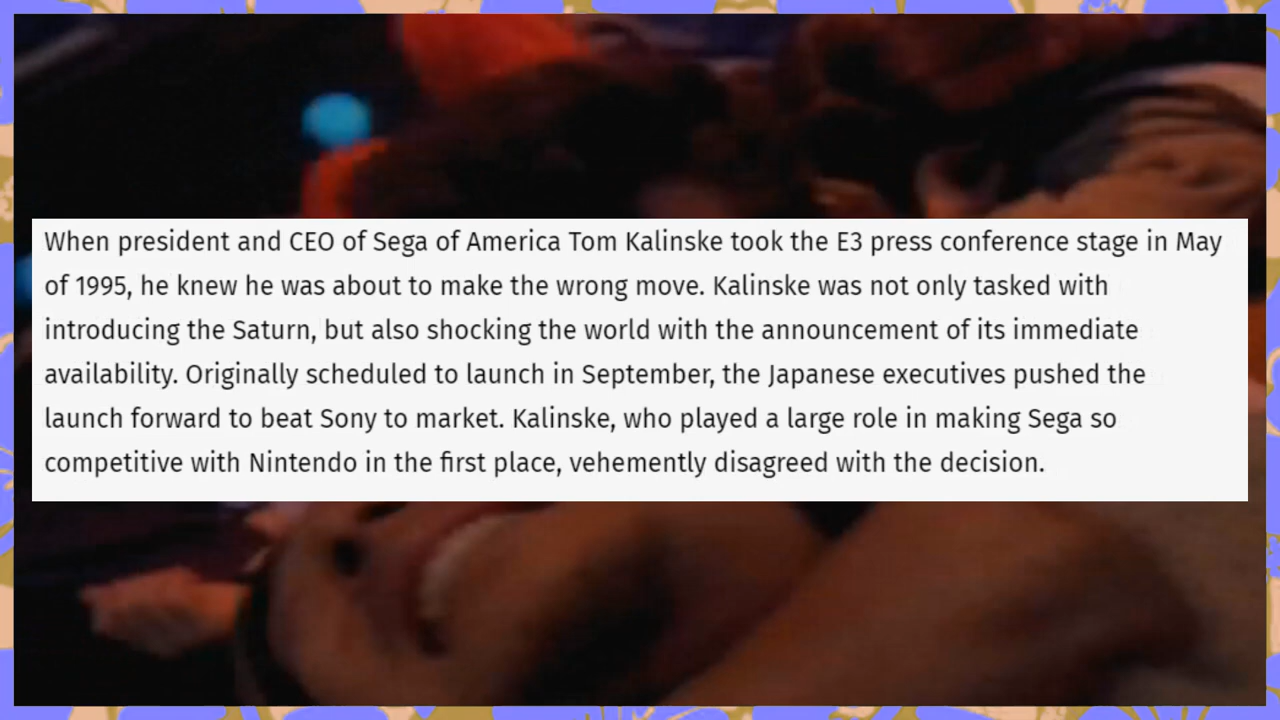 When president and CEO of Sega of America Tom Kalinske took the E3 press conference stage in May
of 1995, he knew he was about to make the wrong move. Kalinske was not only tasked with
introducing the Saturn, but also shocking the world with the announcement of its immediate
availability. Originally scheduled to launch in September, the Japanese executives pushed the
launch forward to beat Sony to market. Kalinske, who played a large role in making Sega so
competitive with Nintendo in the first place, vehemently disagreed with the decision.